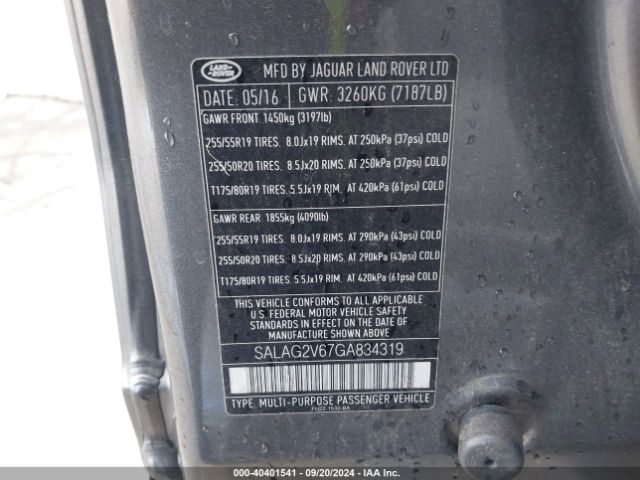 LAND-ROVER
MFD BY JAGUAR LAND ROVER LTD
DATE: 05/16
GWR: 3260KG (7187LB)
GAWR FRONT: 1450kg (3197lb)
255/55R19 TIRES. 8.0Jx19 RIMS. AT 250kPa (37psi) COLD
255/50R20 TIRES. 8.5Jx20 RIMS. AT 250kPa (37psi) COLD
T175/80R19 TIRES. 5.5Jx19 RIM. AT 420kPa (61psi) COLD
GAWR REAR 1855kg (4090lb)
255/55R19 TIRES. 8.0Jx19 RIMS. AT 290kPa (43psi) COLD
255/50R20 TIRES. 8.5Jx20 RIMS. AT 290kPa (43psi) COLD
T175/80R19 TIRES. 5.5Jx19 RIM. AT 420kPa (61psi) COLD
THIS VEHICLE CONFORMS TO ALL APPLICABLE
U.S. FEDERAL MOTOR VEHICLE SAFETY
STANDARDS IN EFFECT ON THE DATE OF
MANUFACTURE SHOWN ABOVE
SALAG2V67GA834319
TYPE: MULTI-PURPOSE PASSENGER VEHICLE
FH22-1532-BA
000-40401541 - 09/20/2024 - IAA Inc.